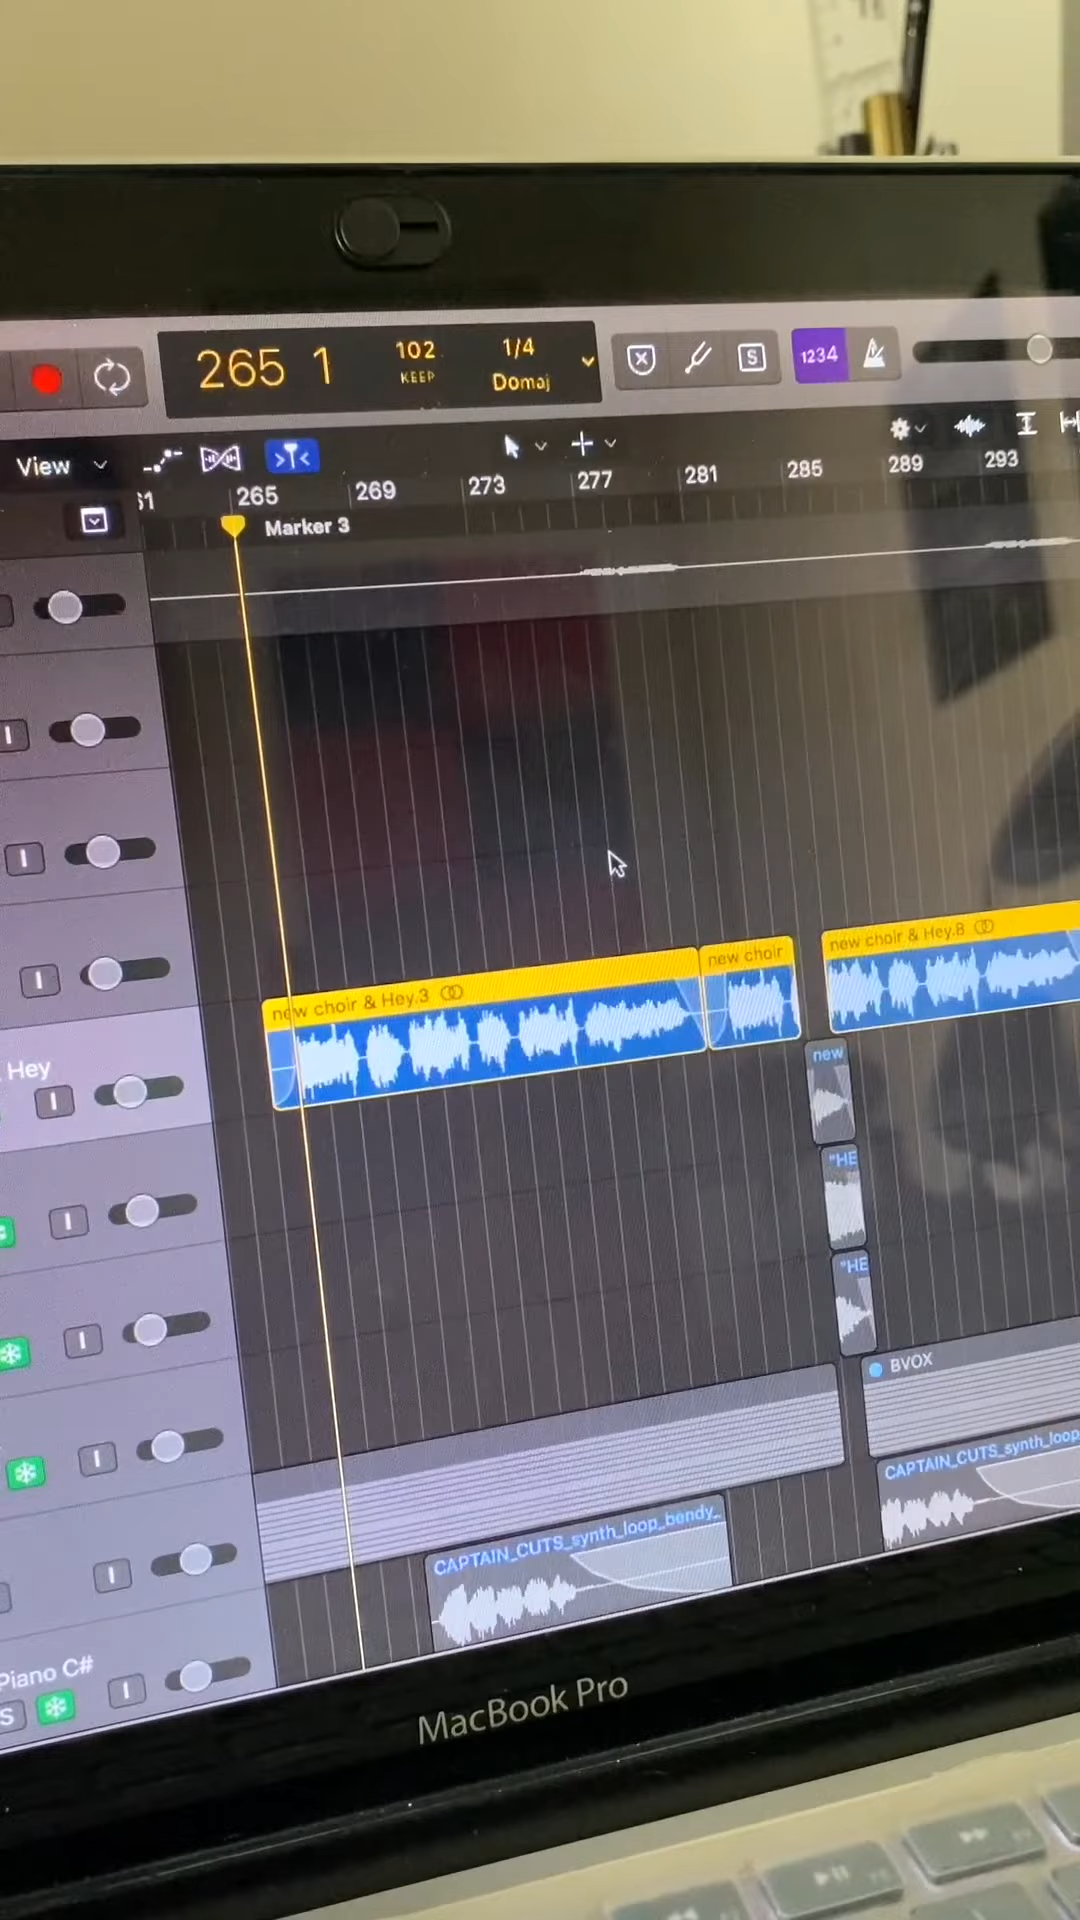 265 1
102
KEEP
1/4
Domaj
S
1234
View
61 265 269 273 277 281 285 289 293
Marker 3
I
I
I
new choir & Hey.3
new choir
new choir & Hey.8
Hey
I
new
"HE
I
"HE
I
BVOX
I
CAPTAIN_CUTS_synth_loop
CAPTAIN_CUTS_synth_loop_bendy_
I
Piano C#
S
I
MacBook Pro